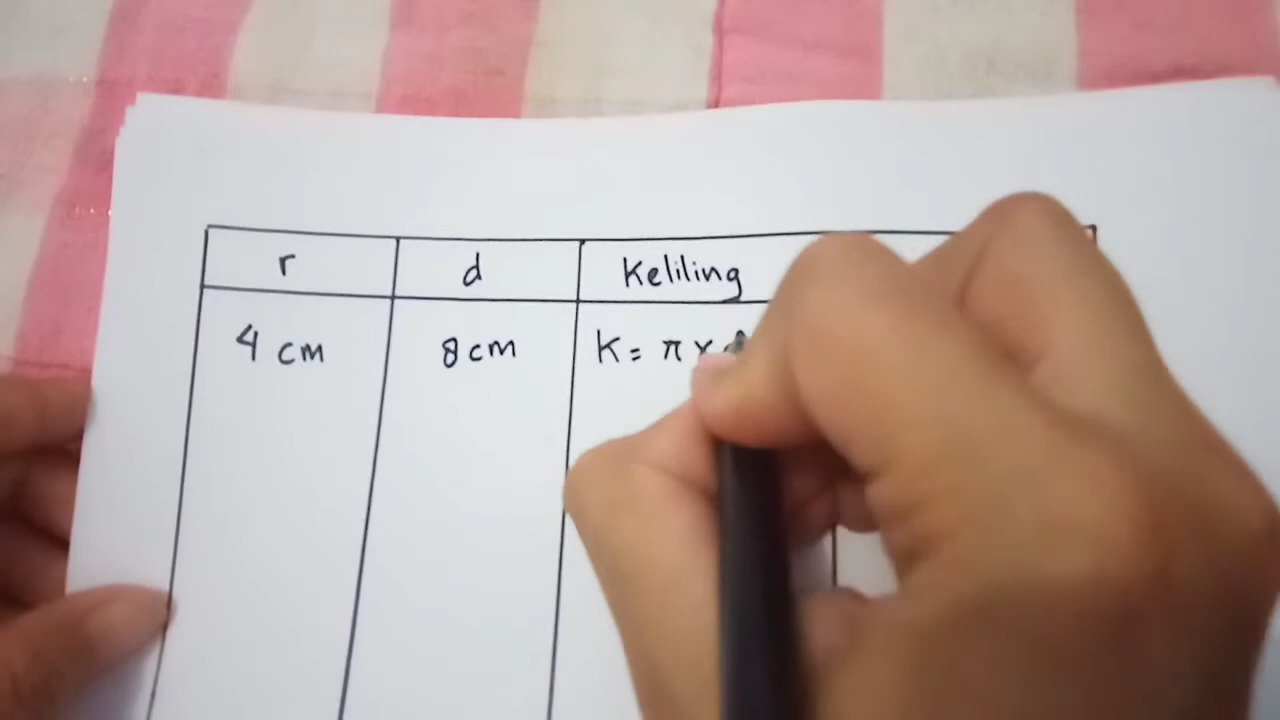 r d Keliling
4 cm 8 cm K = π x d